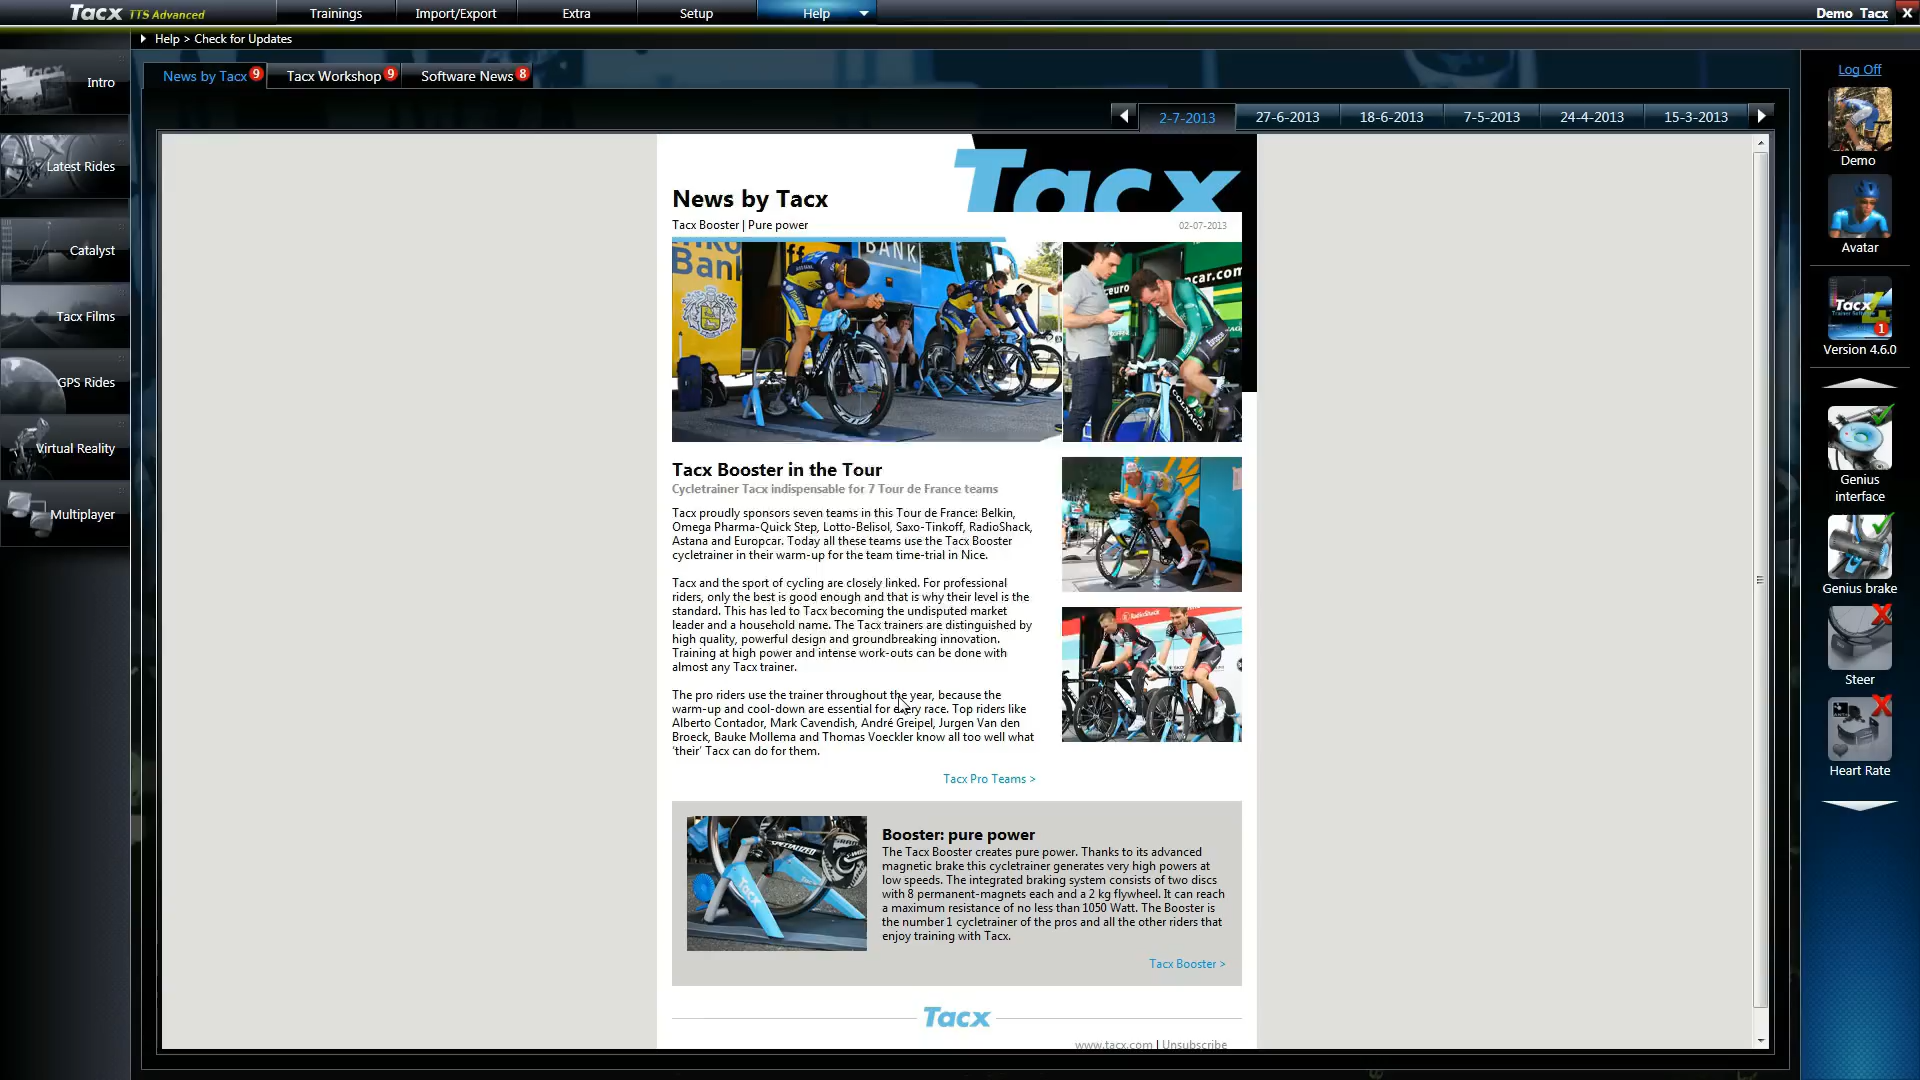 Tacx TTS Advanced
Trainings
Import/Export
Extra
Setup
Help
Demo Tacx
X
Help > Check for Updates
Intro
Latest Rides
Catalyst
Tacx Films
GPS Rides
Virtual Reality
Multiplayer
News by Tacx 9
Tacx Workshop 9
Software News 8
2-7-2013
27-6-2013
18-6-2013
7-5-2013
24-4-2013
15-3-2013
Tacx
News by Tacx
Tacx Booster | Pure power
02-07-2013
Bank
BANK
Tacx Booster in the Tour
Cycletrainer Tacx indispensable for 7 Tour de France teams
Tacx proudly sponsors seven teams in this Tour de France: Belkin,
Omega Pharma-Quick Step, Lotto-Belisol, Saxo-Tinkoff, RadioShack,
Astana and Europcar. Today all these teams use the Tacx Booster
cycletrainer in their warm-up for the team time-trial in Nice.
Tacx and the sport of cycling are closely linked. For professional
riders, only the best is good enough and that is why their level is the
standard. This has led to Tacx becoming the undisputed market
leader and a household name. The Tacx trainers are distinguished by
high quality, powerful design and groundbreaking innovation.
Training at high power and intense work-outs can be done with
almost any Tacx trainer.
The pro riders use the trainer throughout the year, because the
warm-up and cool-down are essential for every race. Top riders like
Alberto Contador, Mark Cavendish, André Greipel, Jurgen Van den
Broeck, Bauke Mollema and Thomas Voeckler know all too well what
'their' Tacx can do for them.
Tacx Pro Teams >
Booster: pure power
The Tacx Booster creates pure power. Thanks to its advanced
magnetic brake this cycletrainer generates very high powers at
low speeds. The integrated braking system consists of two discs
with 8 permanent-magnets each and a 2 kg flywheel. It can reach
a maximum resistance of no less than 1050 Watt. The Booster is
the number 1 cycletrainer of the pros and all the other riders that
enjoy training with Tacx.
Tacx Booster >
Tacx
www.tacx.com | Unsubscribe
Log Off
Demo
Avatar
Tacx 4
1
Version 4.6.0
Genius
interface
Genius brake
Steer
Heart Rate